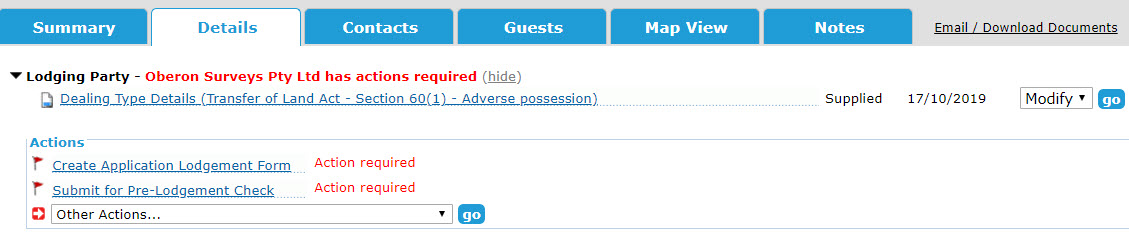 Summary Details Contacts Guests Map View Notes Email / Download Documents
Lodging Party - Oberon Surveys Pty Ltd has actions required (hide)
Dealing Type Details (Transfer of Land Act - Section 60(1) - Adverse possession) Supplied 17/10/2019 Modify go
Actions
Create Application Lodgement Form Action required
Submit for Pre-Lodgement Check Action required
Other Actions... go